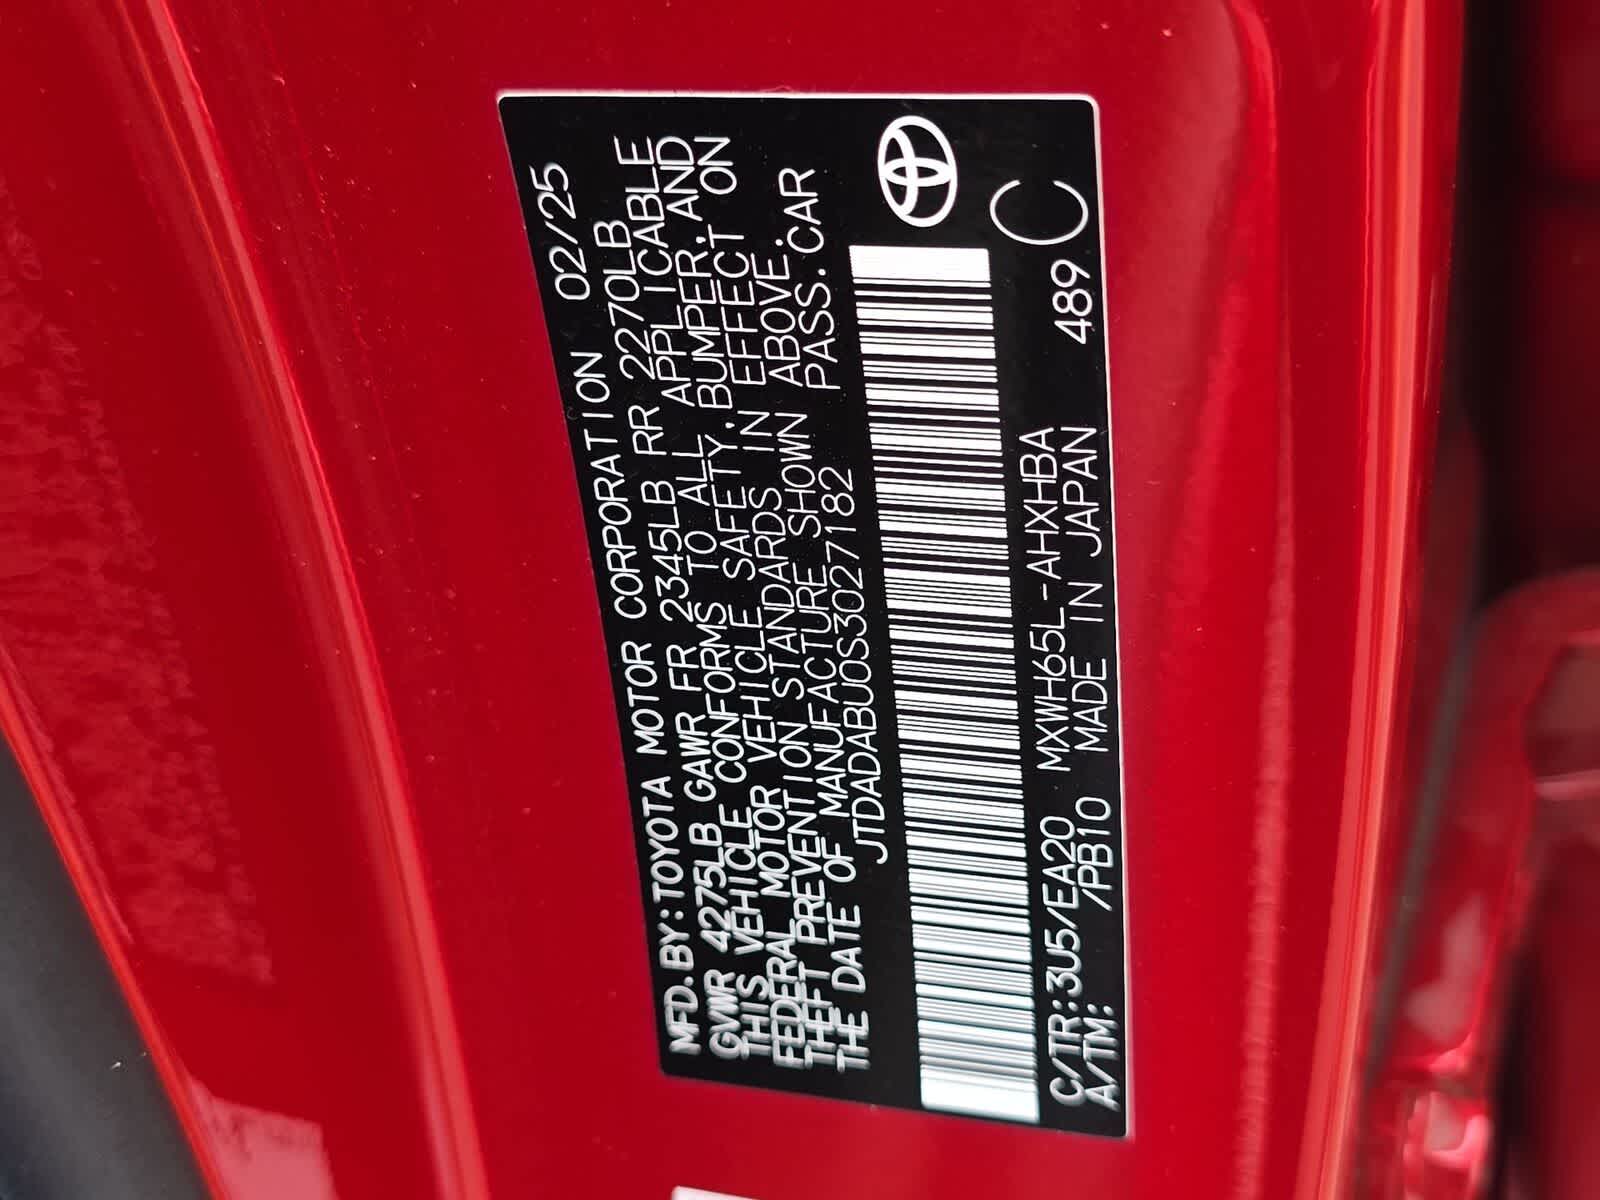 MFD.BY:TOYOTA MOTOR CORPORATION 02/25
GVWR 4275LB GAWR FR 2345LB RR 2270LB
THIS VEHICLE CONFORMS TO ALL APPLICABLE
FEDERAL MOTOR VEHICLE SAFETY, BUMPER, AND
THEFT PREVENTION STANDARDS IN EFFECT ON
THE DATE OF MANUFACTURE SHOWN ABOVE.
JTDADABU0S3027182 PASS.CAR
C/TR:3U5/EA20 MXWH65L-AHXHBA 489
A/TM: /PB10 MADE IN JAPAN C